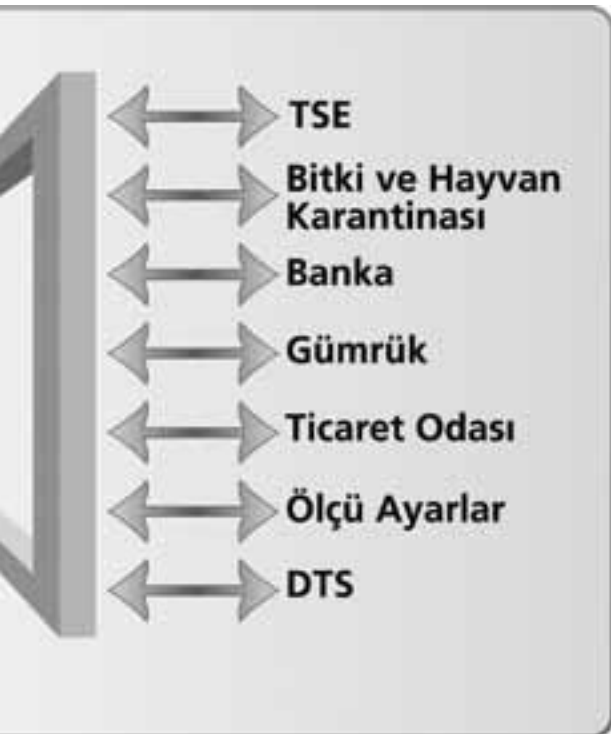 TSE
Bitki ve Hayvan
Karantinası
Banka
Gümrük
Ticaret Odası
Ölçü Ayarlar
DTS